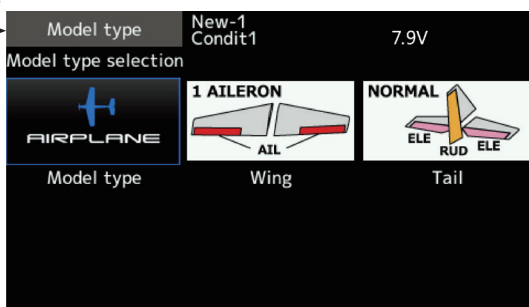 Model type
New-1
Condit1
7.9V
Model type selection
AIRPLANE
1 AILERON
AIL
NORMAL
ELE
RUD
ELE
Model type
Wing
Tail